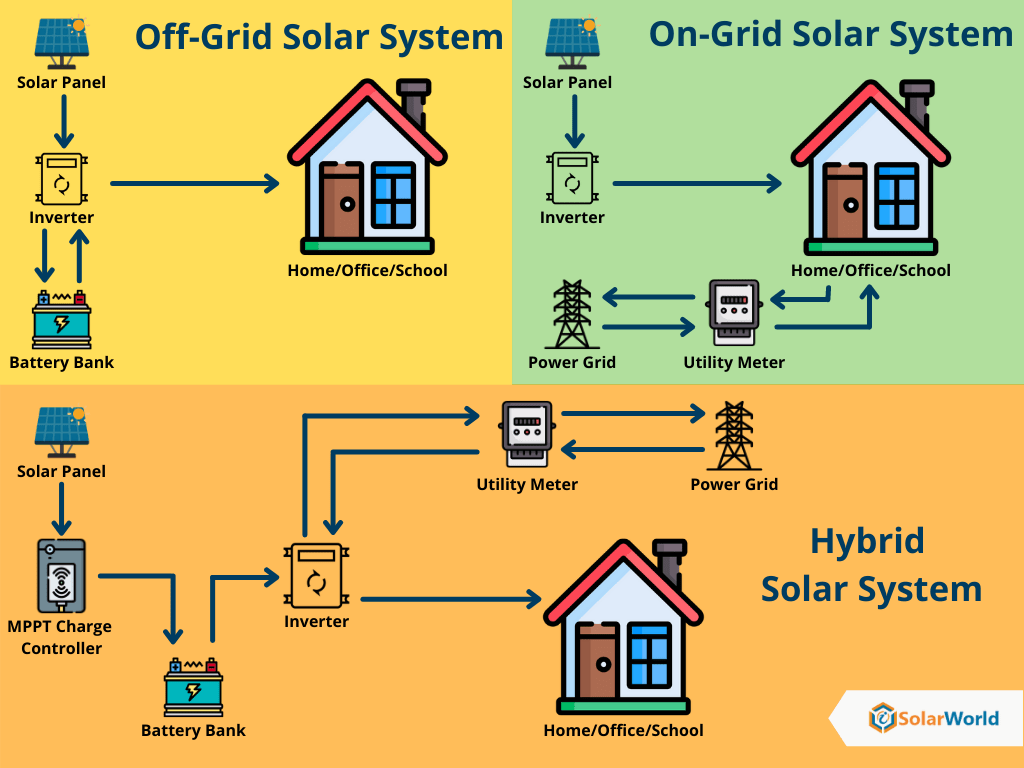 Off-Grid Solar System
Solar Panel
Inverter
Home/Office/School
Battery Bank
On-Grid Solar System
Solar Panel
Inverter
Home/Office/School
Power Grid
Utility Meter
Solar Panel
Utility Meter
Power Grid
Hybrid
Solar System
MPPT Charge
Controller
Inverter
Battery Bank
Home/Office/School
SolarWorld